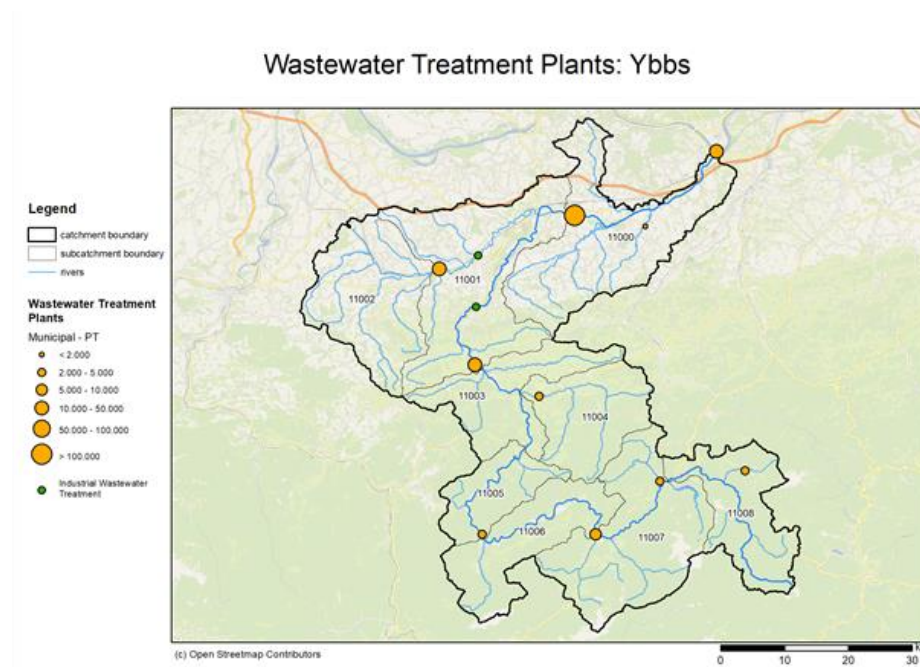 Wastewater Treatment Plants: Ybbs
Legend
catchment boundary
subcatchment boundary
rivers
Wastewater Treatment
Plants
Municipal - PT
< 2.000
2.000 - 5.000
5.000 - 10.000
10.000 - 50.000
50.000 - 100.000
> 100.000
Industrial Wastewater
Treatment
11000
11001
11002
11003
11004
11005
11006
11007
11008
(c) Open Streetmap Contributors
0 10 20 30